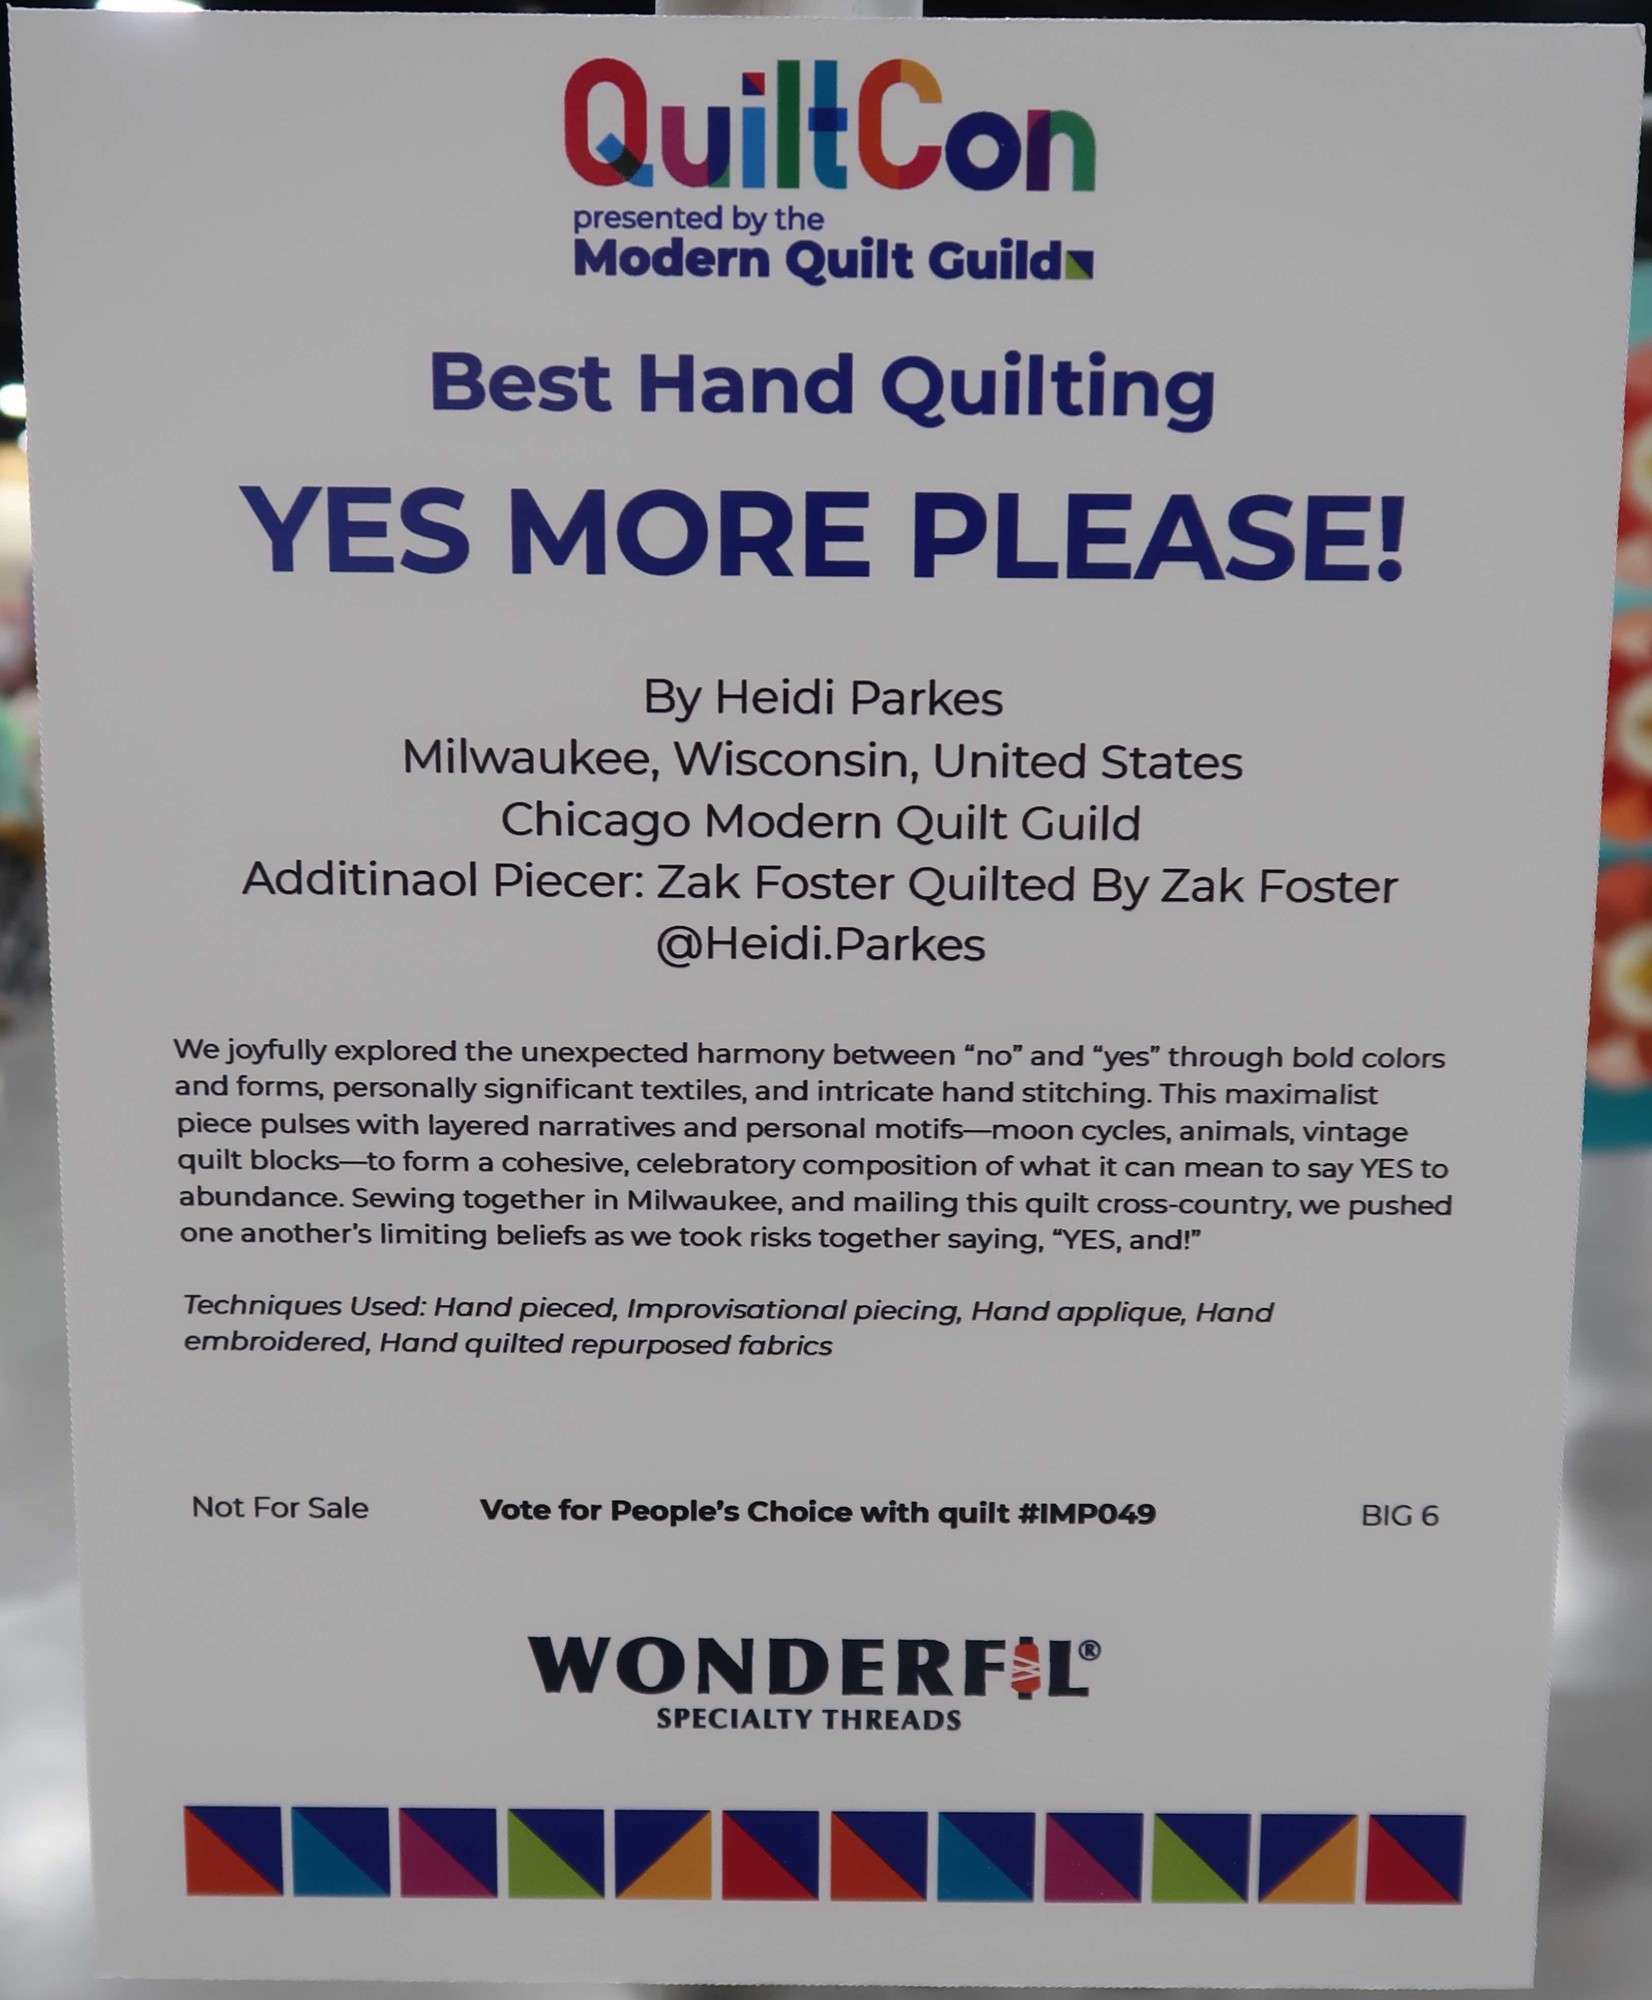 QuiltCon
presented by the
Modern Quilt Guild
Best Hand Quilting
YES MORE PLEASE!
By Heidi Parkes
Milwaukee, Wisconsin, United States
Chicago Modern Quilt Guild
Additinaol Piecer: Zak Foster Quilted By Zak Foster
@Heidi.Parkes
We joyfully explored the unexpected harmony between “no” and “yes” through bold colors
and forms, personally significant textiles, and intricate hand stitching. This maximalist
piece pulses with layered narratives and personal motifs—moon cycles, animals, vintage
quilt blocks—to form a cohesive, celebratory composition of what it can mean to say YES to
abundance. Sewing together in Milwaukee, and mailing this quilt cross-country, we pushed
one another’s limiting beliefs as we took risks together saying, “YES, and!”
Techniques Used: Hand pieced, Improvisational piecing, Hand applique, Hand
embroidered, Hand quilted repurposed fabrics
Not For Sale Vote for People’s Choice with quilt #IMP049 BIG 6
WONDERFIL®
SPECIALTY THREADS